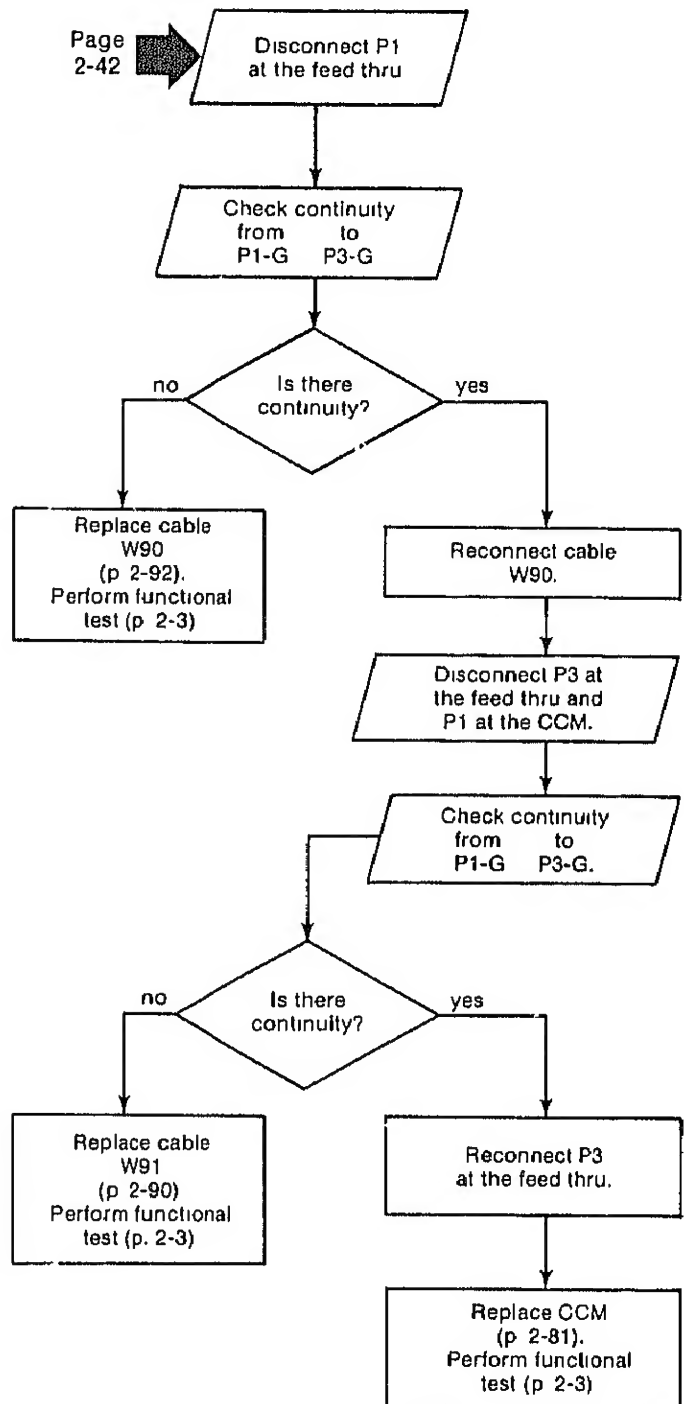 Page
2-42
Disconnect P1
at the feed thru
Check continuity
from to
P1-G P3-G
Is there
continuity?
no
yes
Replace cable
W90
(p 2-92).
Perform functional
test (p 2-3)
Reconnect cable
W90.
Disconnect P3 at
the feed thru and
P1 at the CCM.
Check continuity
from to
P1-G P3-G.
Is there
continuity?
no
yes
Replace cable
W91
(p 2-90)
Perform functional
test (p. 2-3)
Reconnect P3
at the feed thru.
Replace CCM
(p 2-81).
Perform functional
test (p 2-3)